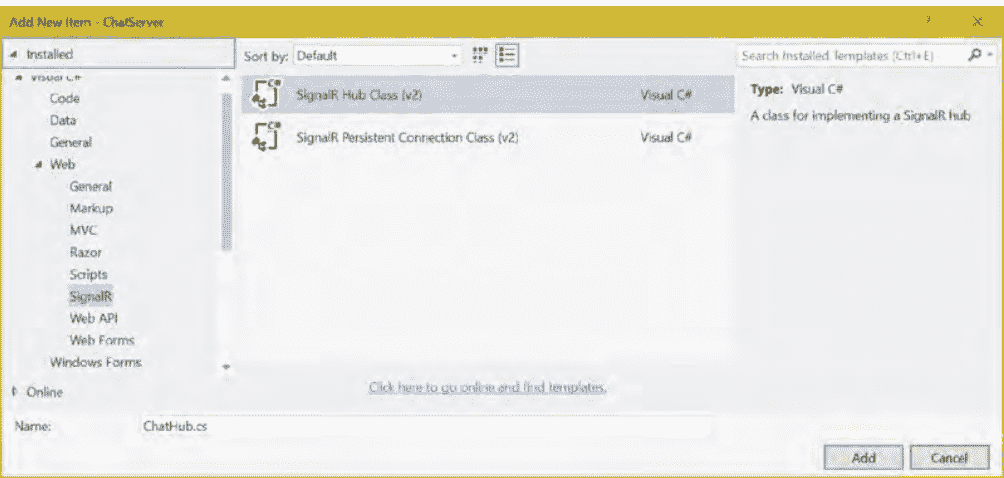 Add New Item - ChatServer
? ×
Installed
Sort by: Default
Search Installed Templates (Ctrl+E)
Visual C#
Code
Data
General
Web
General
Markup
MVC
Razor
Scripts
SignalR
Web API
Web Forms
Windows Forms
Online
C#
SignalR Hub Class (v2) Visual C#
C#
SignalR Persistent Connection Class (v2) Visual C#
Click here to go online and find templates.
Type: Visual C#
A class for implementing a SignalR hub
Name: ChatHub.cs
Add Cancel